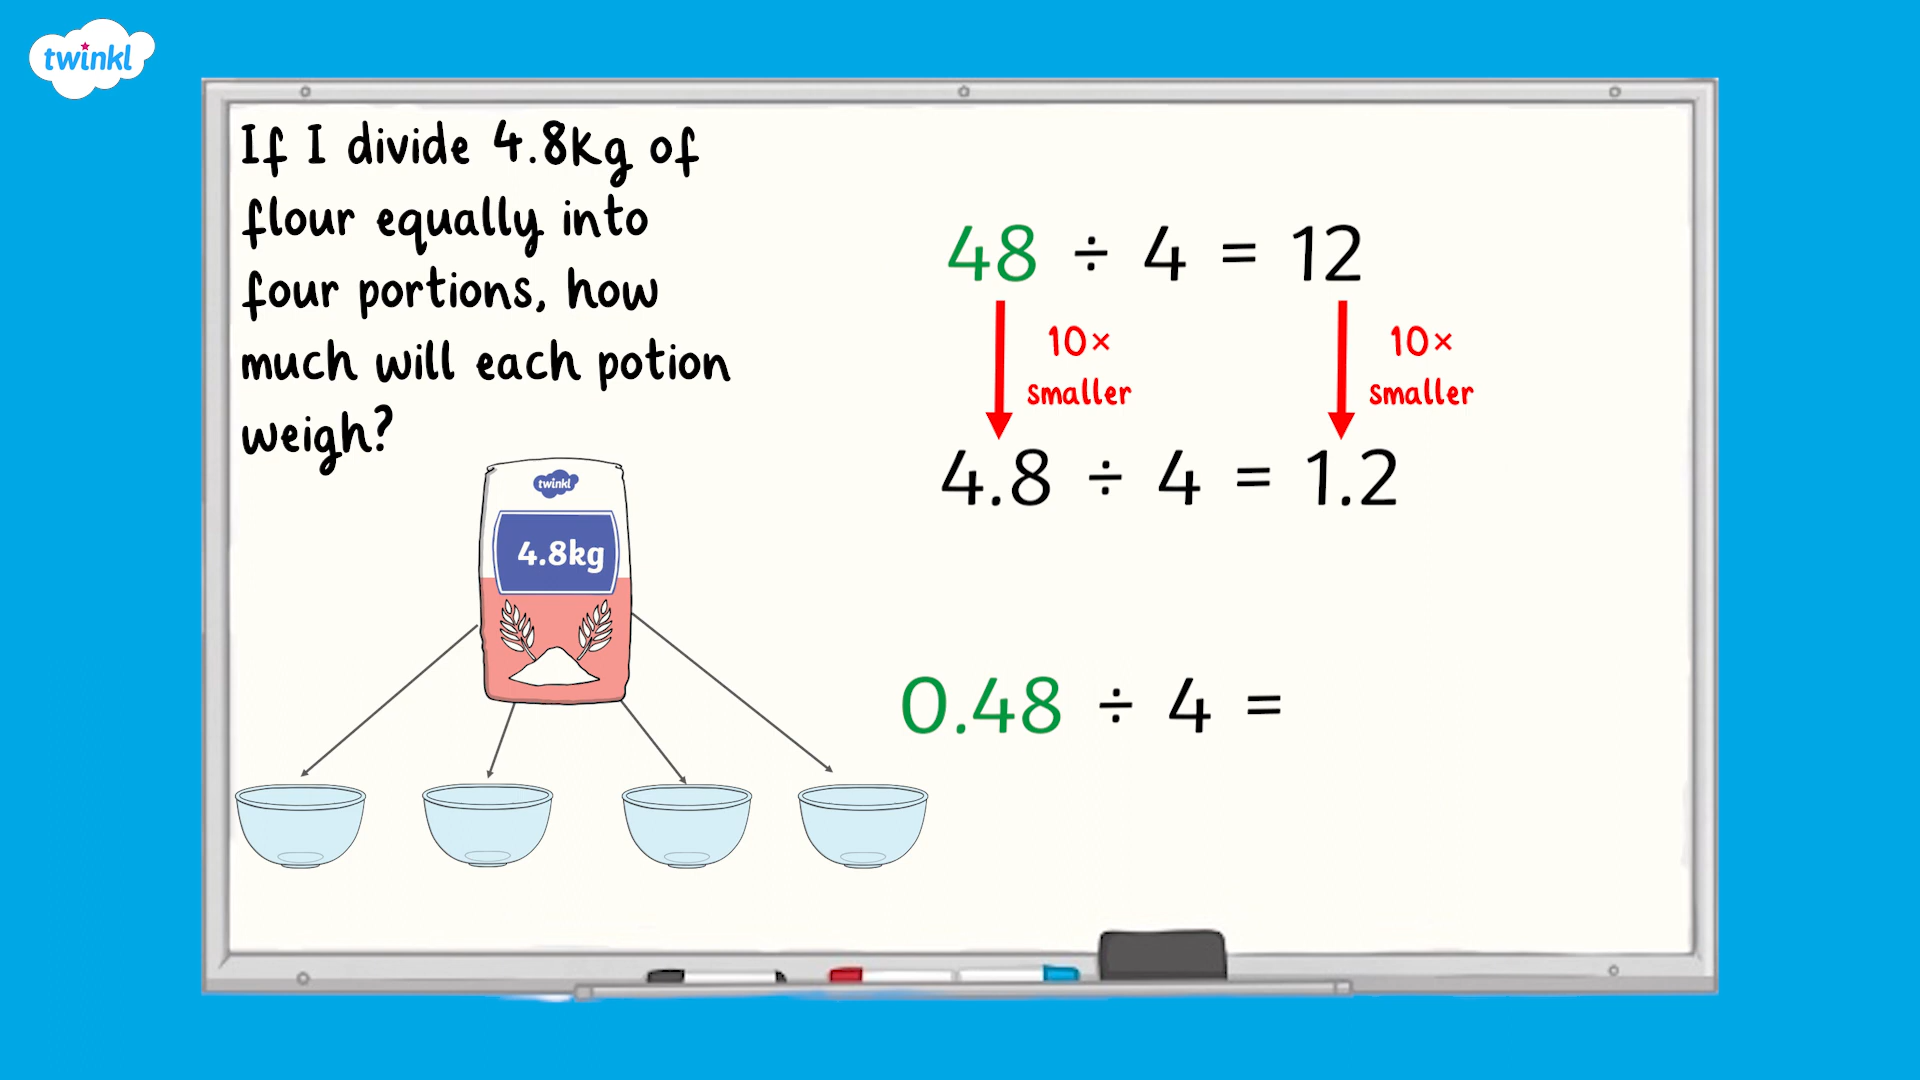 twinkl
If I divide 4.8kg of
flour equally into
four portions, how
much will each potion
weigh?
twinkl
4.8kg
48 ÷ 4 = 12
10×
smaller
10×
smaller
4.8 ÷ 4 = 1.2
0.48 ÷ 4 =